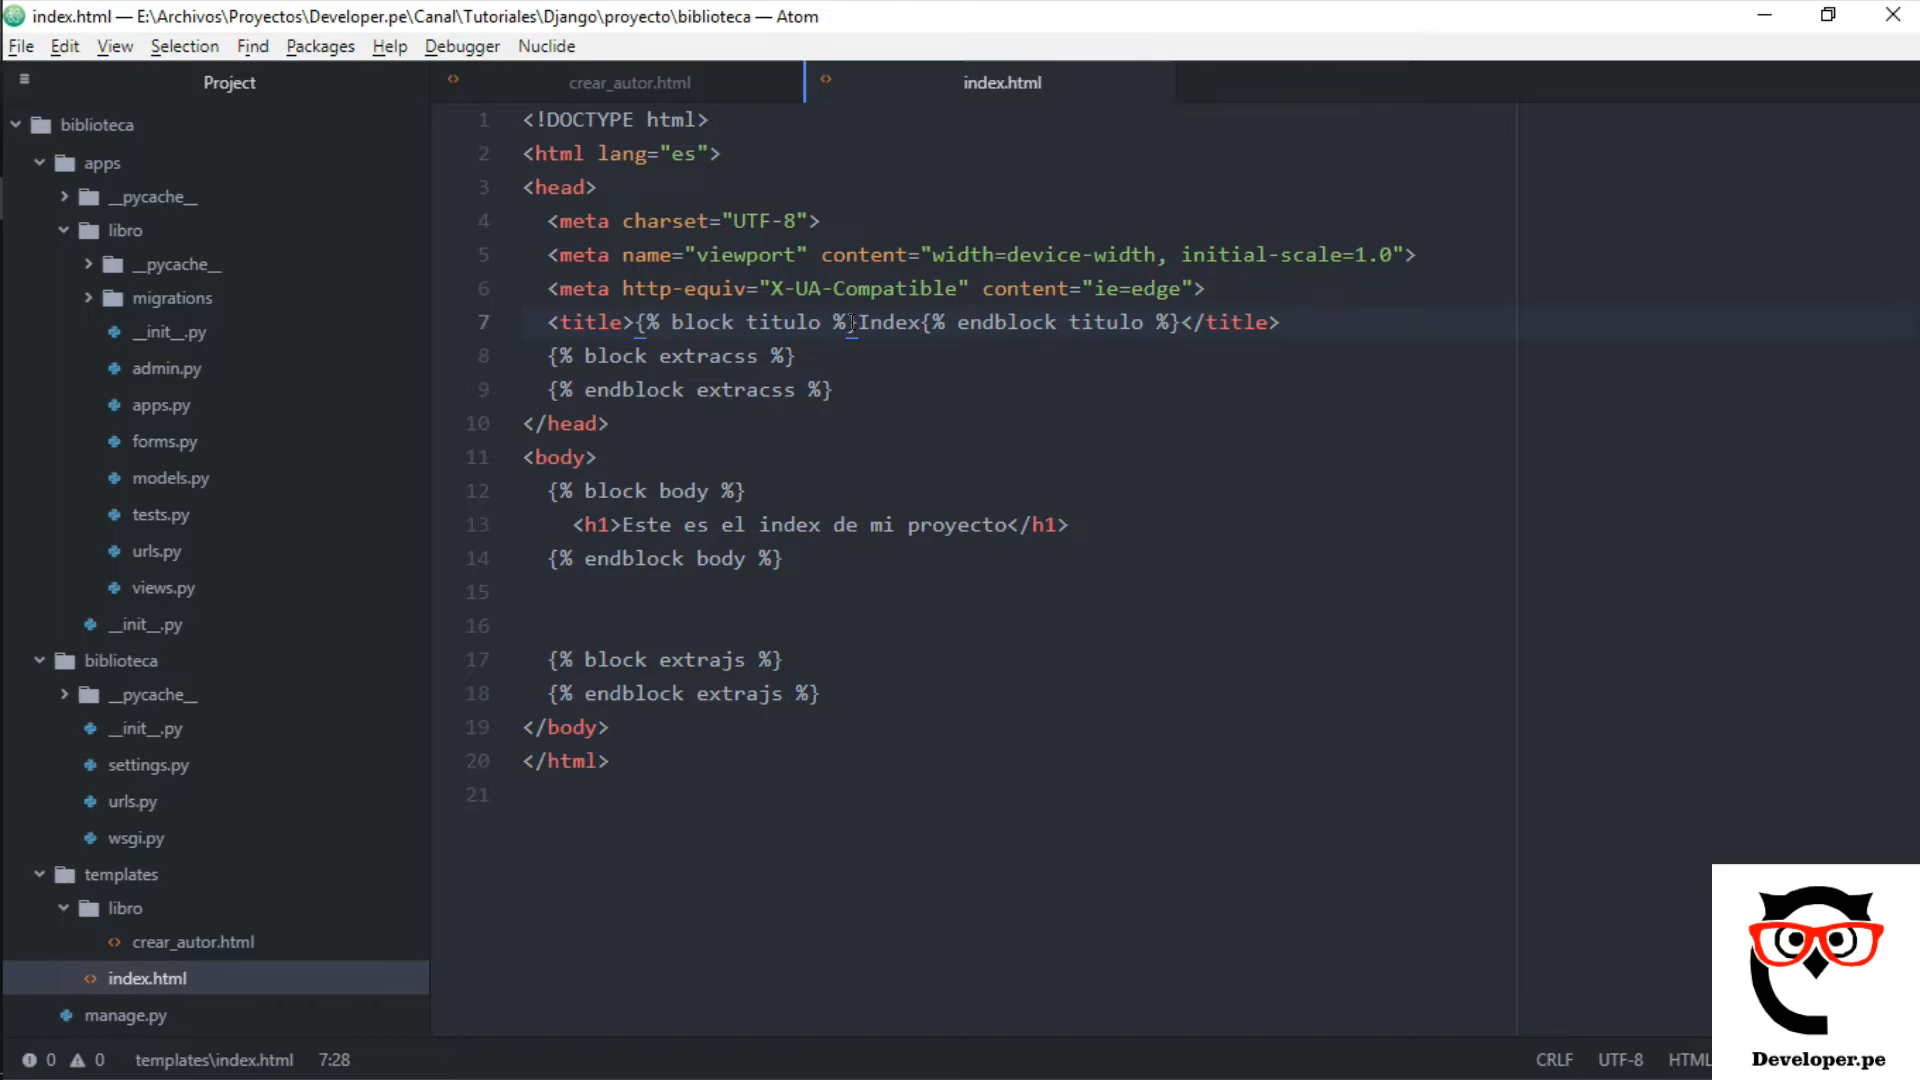 index.html — E:\Archivos\Proyectos\Developer.pe\Canal\Tutoriales\Django\proyecto\biblioteca — Atom
File Edit View Selection Find Packages Help Debugger Nuclide
Project
biblioteca
apps
__pycache__
libro
__pycache__
migrations
__init__.py
admin.py
apps.py
forms.py
models.py
tests.py
urls.py
views.py
__init__.py
biblioteca
__pycache__
__init__.py
settings.py
urls.py
wsgi.py
templates
libro
crear_autor.html
index.html
manage.py
crear_autor.html index.html
1 <!DOCTYPE html>
2 <html lang="es">
3 <head>
4 <meta charset="UTF-8">
5 <meta name="viewport" content="width=device-width, initial-scale=1.0">
6 <meta http-equiv="X-UA-Compatible" content="ie=edge">
7 <title>{% block titulo %}Index{% endblock titulo %}</title>
8 {% block extracss %}
9 {% endblock extracss %}
10 </head>
11 <body>
12 {% block body %}
13 <h1>Este es el index de mi proyecto</h1>
14 {% endblock body %}
15
16
17 {% block extrajs %}
18 {% endblock extrajs %}
19 </body>
20 </html>
21
0 0 templates\index.html 7:28 CRLF UTF-8 HTML
Developer.pe